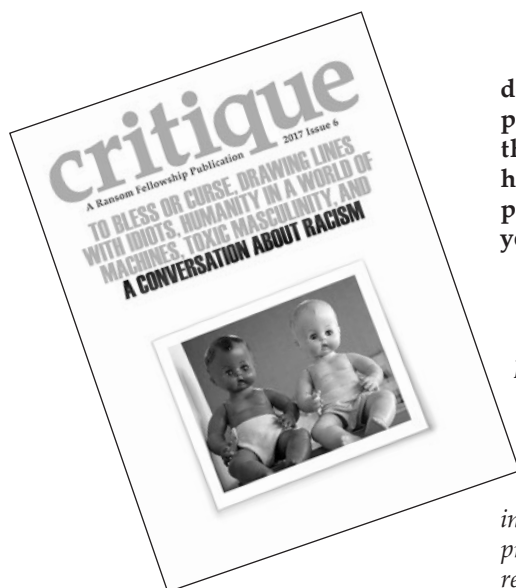 critique
A Ransom Fellowship Publication
2017 Issue 6
TO BLESS OR CURSE, DRAWING LINES
WITH IDIOTS, HUMANITY IN A WORLD OF
MACHINES, TOXIC MASCULINITY, AND
A CONVERSATION ABOUT RACISM